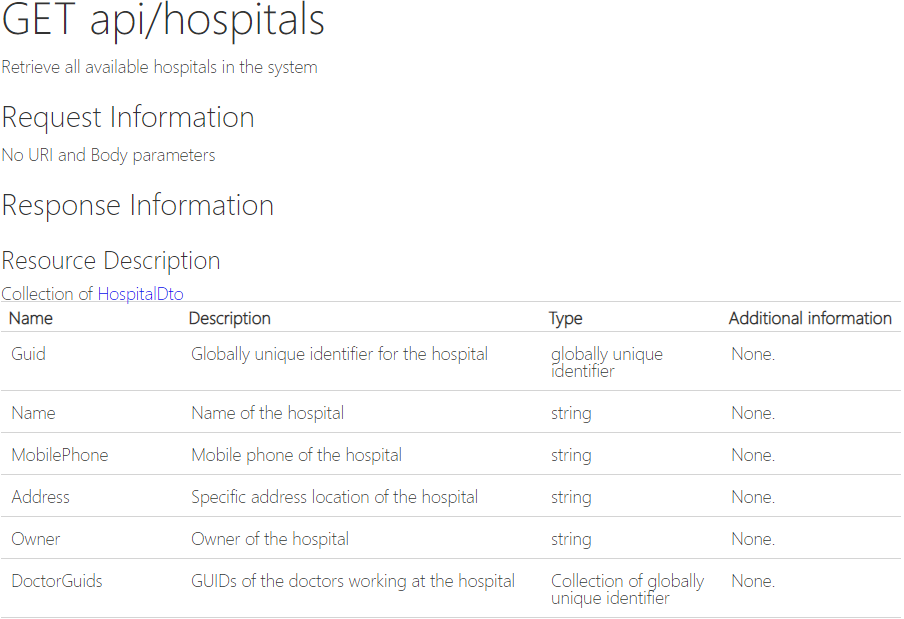 GET api/hospitals
Retrieve all available hospitals in the system
Request Information
No URI and Body parameters
Response Information
Resource Description
Collection of HospitalDto
Name Description Type Additional information
Guid Globally unique identifier for the hospital globally unique None.
identifier
Name Name of the hospital string None.
MobilePhone Mobile phone of the hospital string None.
Address Specific address location of the hospital string None.
Owner Owner of the hospital string None.
DoctorGuids GUIDs of the doctors working at the hospital Collection of globally None.
unique identifier